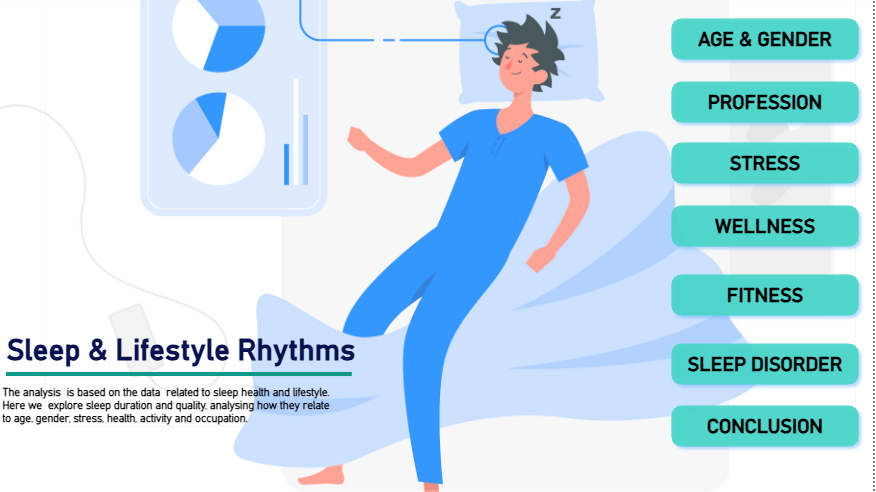 Z
AGE & GENDER
PROFESSION
STRESS
WELLNESS
FITNESS
SLEEP DISORDER
CONCLUSION
Sleep & Lifestyle Rhythms
The analysis is based on the data related to sleep health and lifestyle.
Here we explore sleep duration and quality, analysing how they relate
to age, gender, stress, health, activity and occupation.